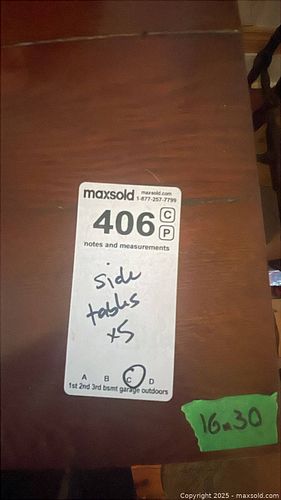 maxsold maxsold.com
1-877-257-7799
406 C
P
notes and measurements
side
tables
x5
A B C D
1st 2nd 3rd bsmt garage outdoors
16x30
Copyright 2025 - maxsold.com